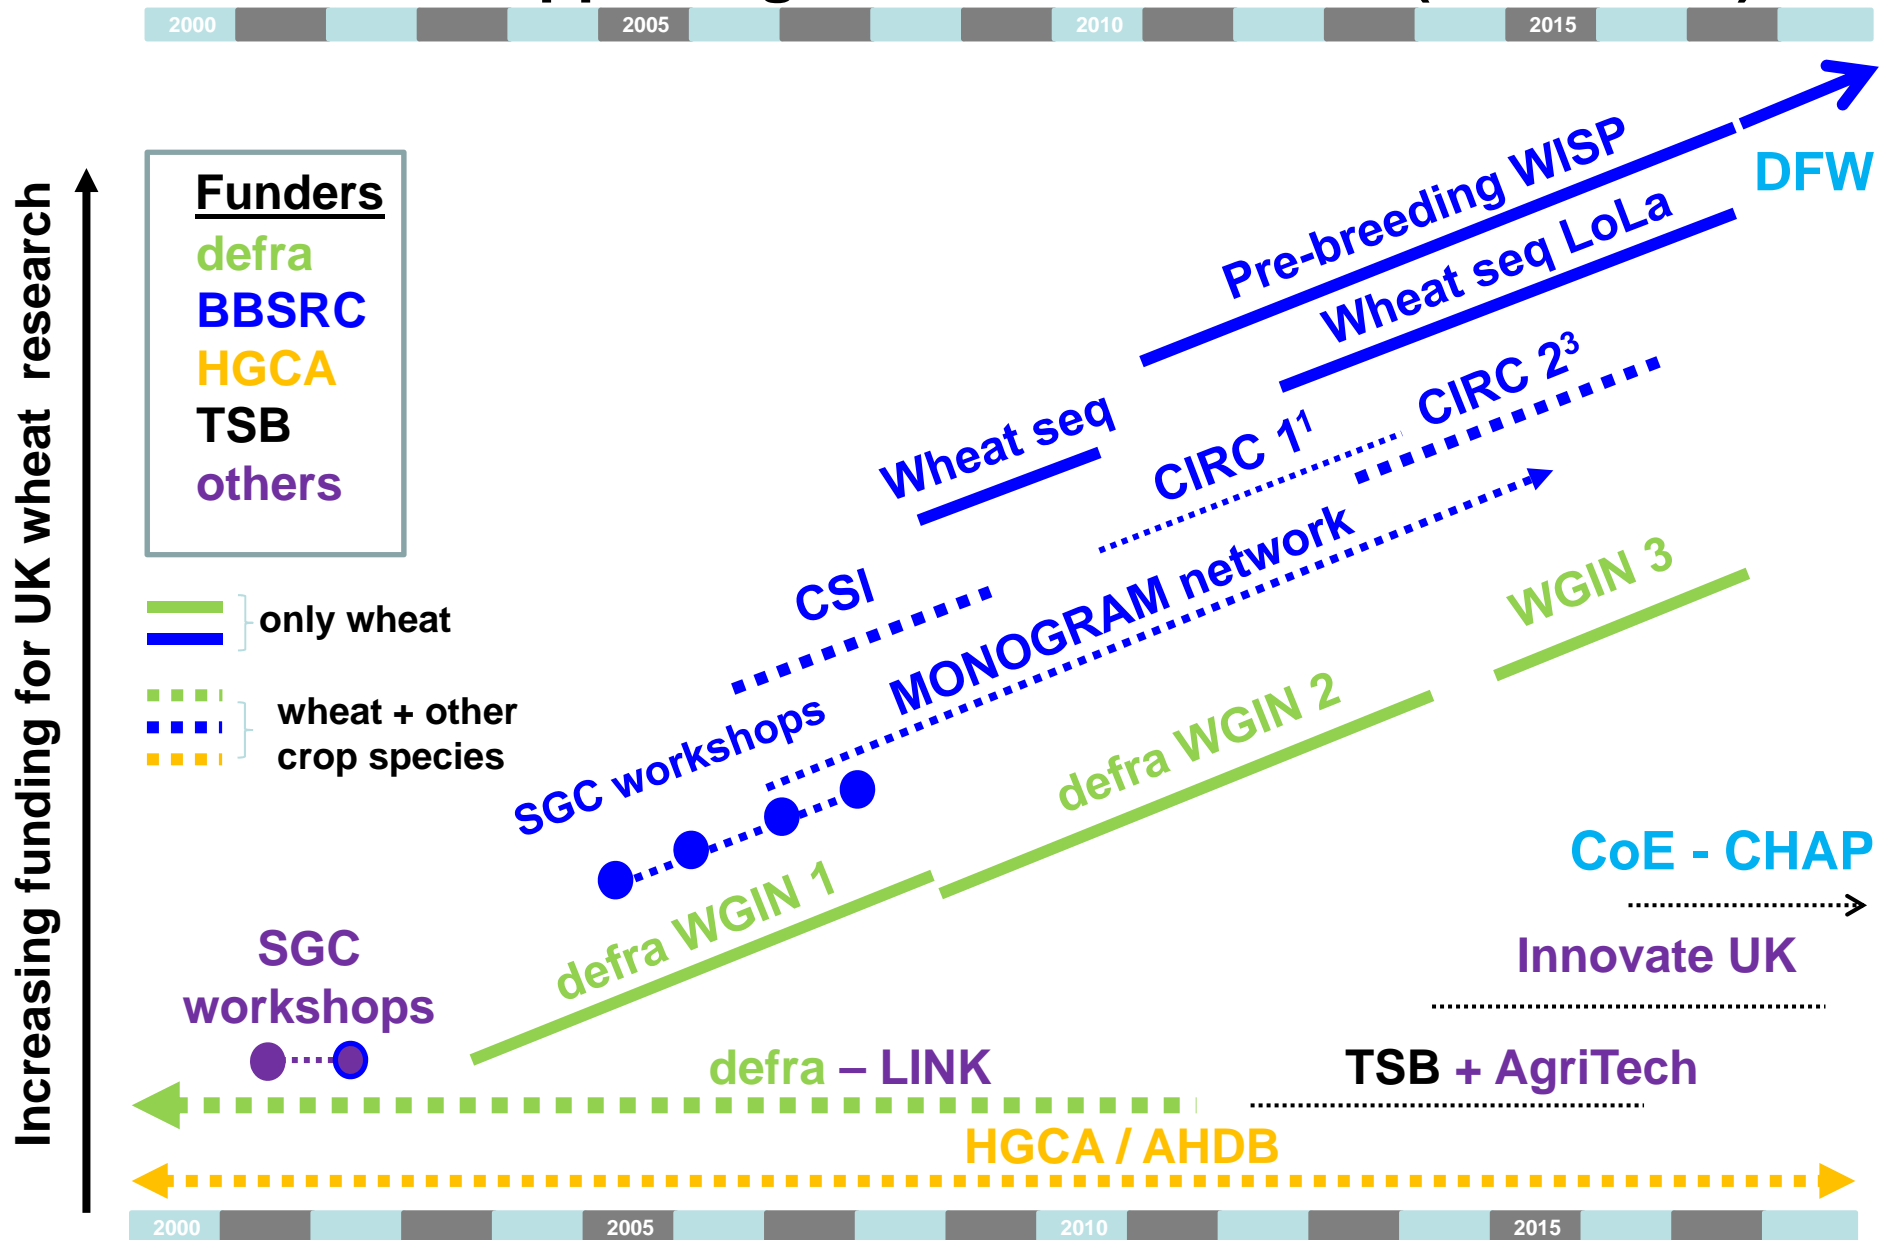 2000 2005 2010 2015
Increasing funding for UK wheat research
Funders
defra
BBSRC
HGCA
TSB
others
only wheat
wheat + other
crop species
Pre-breeding WISP
DFW
Wheat seq LoLa
Wheat seq
CIRC 1¹
CIRC 2³
CSI
MONOGRAM network
SGC workshops
WGIN 3
defra WGIN 2
defra WGIN 1
SGC
workshops
CoE - CHAP
Innovate UK
defra – LINK
TSB + AgriTech
HGCA / AHDB
2000 2005 2010 2015